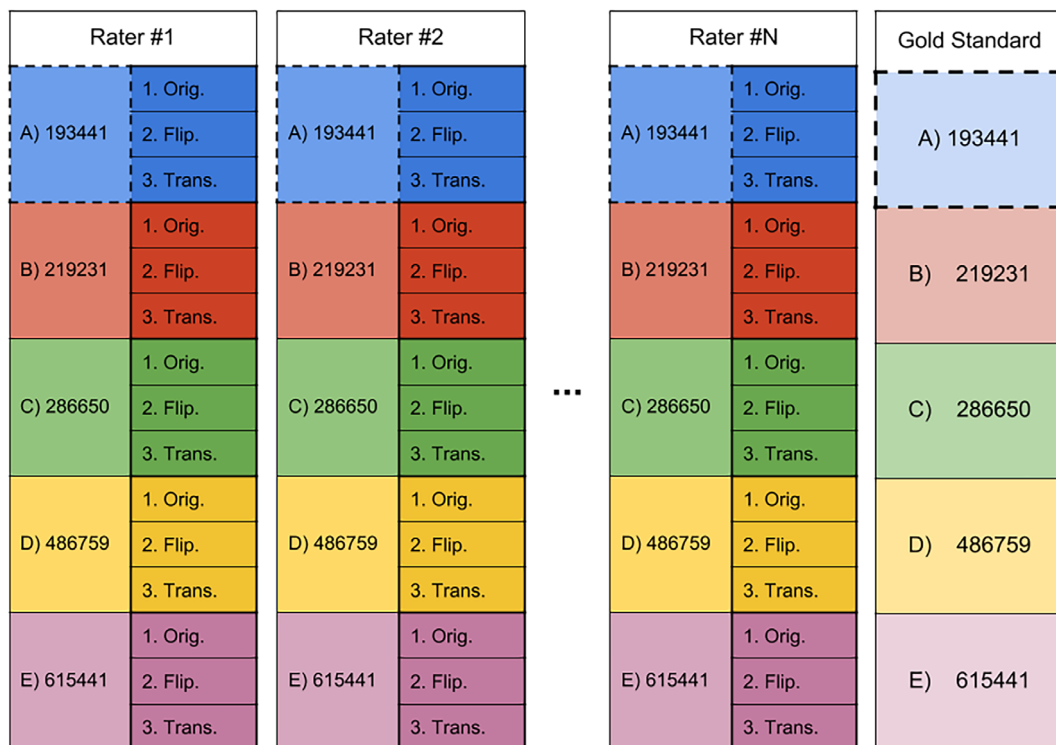 Rater #1
A) 193441
1. Orig.
2. Flip.
3. Trans.
B) 219231
1. Orig.
2. Flip.
3. Trans.
C) 286650
1. Orig.
2. Flip.
3. Trans.
D) 486759
1. Orig.
2. Flip.
3. Trans.
E) 615441
1. Orig.
2. Flip.
3. Trans.
Rater #2
A) 193441
1. Orig.
2. Flip.
3. Trans.
B) 219231
1. Orig.
2. Flip.
3. Trans.
C) 286650
1. Orig.
2. Flip.
3. Trans.
D) 486759
1. Orig.
2. Flip.
3. Trans.
E) 615441
1. Orig.
2. Flip.
3. Trans.
...
Rater #N
A) 193441
1. Orig.
2. Flip.
3. Trans.
B) 219231
1. Orig.
2. Flip.
3. Trans.
C) 286650
1. Orig.
2. Flip.
3. Trans.
D) 486759
1. Orig.
2. Flip.
3. Trans.
E) 615441
1. Orig.
2. Flip.
3. Trans.
Gold Standard
A) 193441
B) 219231
C) 286650
D) 486759
E) 615441